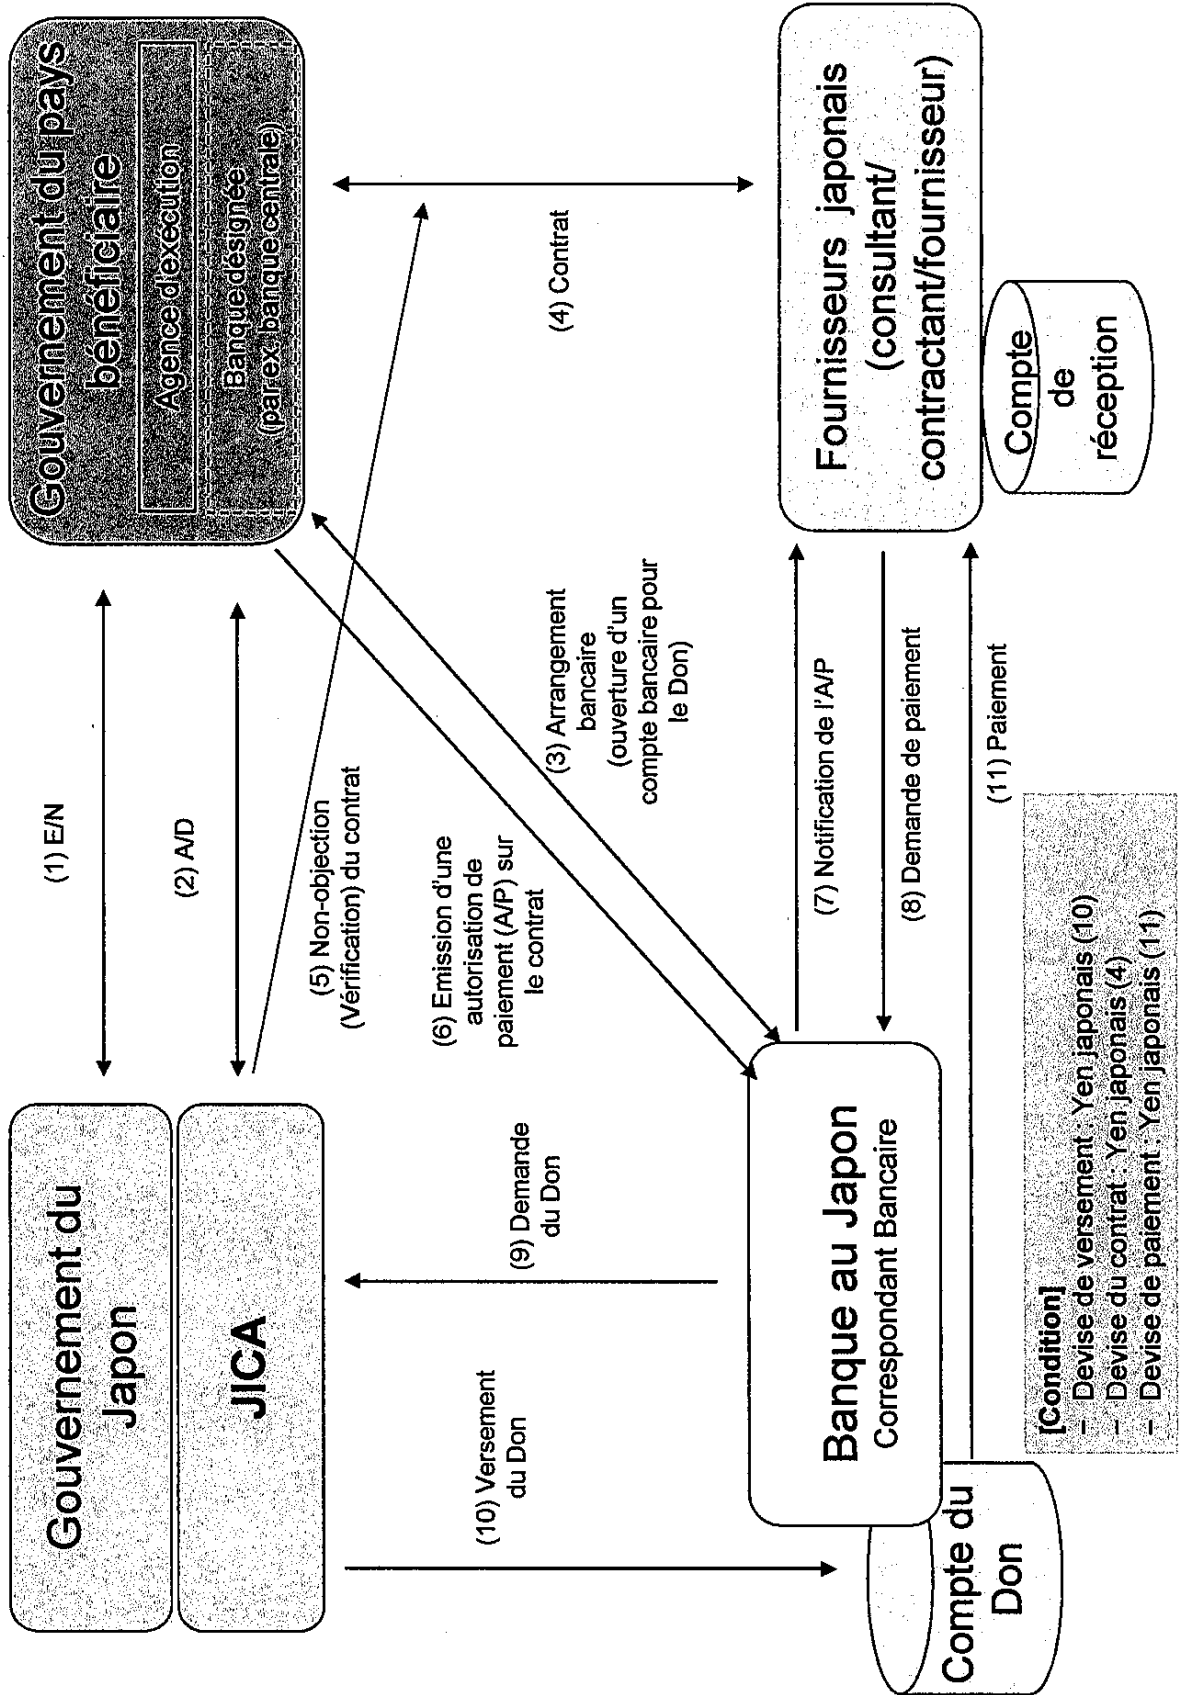 Gouvernement du
Japon
JICA
Gouvernement du pays
bénéficiaire
Agence d'exécution
Banque désignée
(par ex. banque centrale)
(1) E/N
(2) A/D
(5) Non-objection
(Vérification) du contrat
(6) Emission d'une
autorisation de
paiement (A/P) sur
le contrat
(3) Arrangement
bancaire
(ouverture d'un
compte bancaire pour
le Don)
(4) Contrat
(9) Demande
du Don
(10) Versement
du Don
Banque au Japon
Correspondant Bancaire
Compte du
Don
(7) Notification de l'A/P
(8) Demande de paiement
(11) Paiement
Fournisseurs japonais
(consultant/
contractant/fournisseur)
Compte
de
réception
[Condition]
- Devise de versement : Yen japonais (10)
- Devise du contrat : Yen japonais (4)
- Devise de paiement : Yen japonais (11)